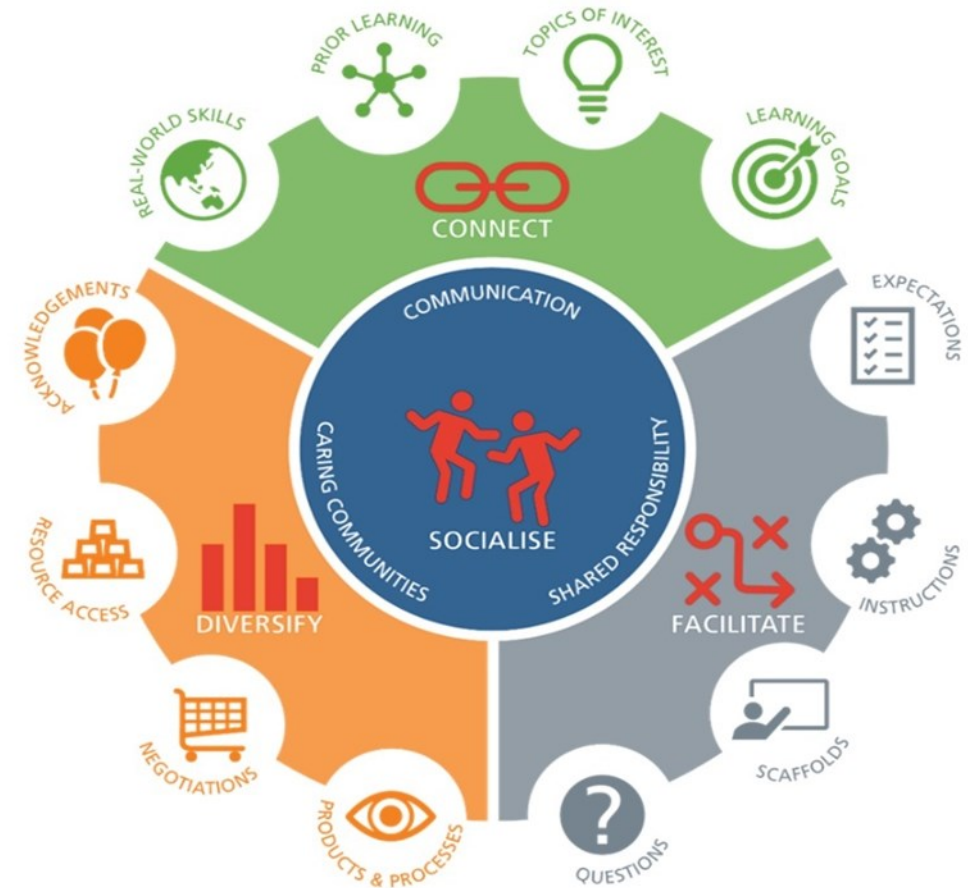 PRIOR LEARNING
TOPICS OF INTEREST
REAL-WORLD SKILLS
LEARNING GOALS
CONNECT
ACKNOWLEDGEMENTS
EXPECTATIONS
COMMUNICATION
CARING COMMUNITIES
SHARED RESPONSIBILITY
SOCIALISE
RESOURCE ACCESS
DIVERSIFY
FACILITATE
INSTRUCTIONS
NEGOTIATIONS
SCAFFOLDS
PRODUCTS & PROCESSES
?
QUESTIONS